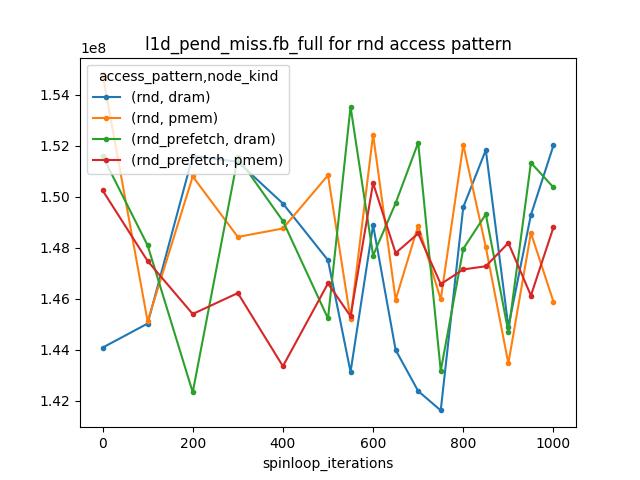 l1d_pend_miss.fb_full for rnd access pattern
1e8
access_pattern,node_kind
(rnd, dram)
(rnd, pmem)
(rnd_prefetch, dram)
(rnd_prefetch, pmem)
1.54
1.52
1.50
1.48
1.46
1.44
1.42
0 200 400 600 800 1000
spinloop_iterations